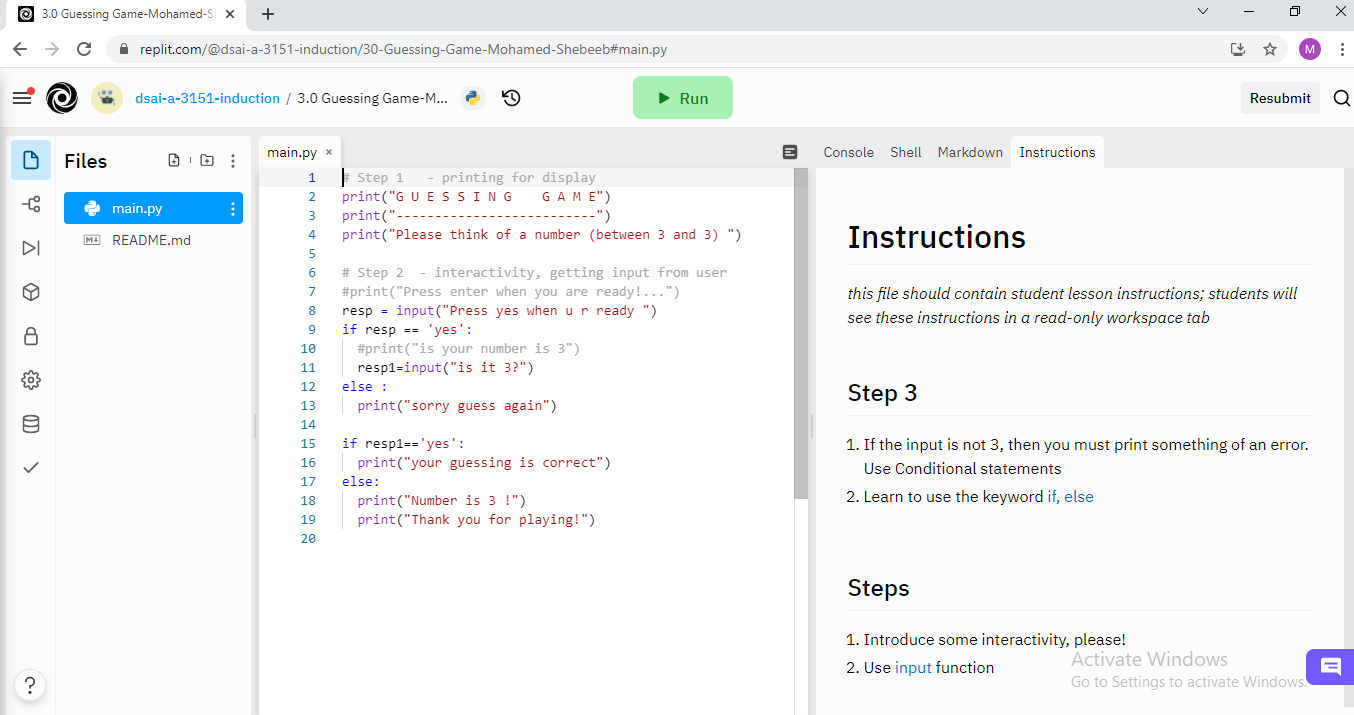 3.0 Guessing Game-Mohamed-S
replit.com/@dsai-a-3151-induction/30-Guessing-Game-Mohamed-Shebeeb#main.py
M
dsai-a-3151-induction / 3.0 Guessing Game-M...
Run
Resubmit
Files
main.py
README.md
main.py ×
Console Shell Markdown Instructions
1 # Step 1   - printing for display
2 print("G U E S S I N G    G A M E")
3 print("--------------------------")
4 print("Please think of a number (between 3 and 3) ")
5
6 # Step 2  - interactivity, getting input from user
7 #print("Press enter when you are ready!...")
8 resp = input("Press yes when u r ready ")
9 if resp == 'yes':
10   #print("is your number is 3")
11   resp1=input("is it 3?")
12 else :
13   print("sorry guess again")
14
15 if resp1=='yes':
16   print("your guessing is correct")
17 else:
18   print("Number is 3 !")
19   print("Thank you for playing!")
20
Instructions
this file should contain student lesson instructions; students will
see these instructions in a read-only workspace tab
Step 3
1. If the input is not 3, then you must print something of an error.
Use Conditional statements
2. Learn to use the keyword if, else
Steps
1. Introduce some interactivity, please!
2. Use input function
Activate Windows
Go to Settings to activate Windows.
?